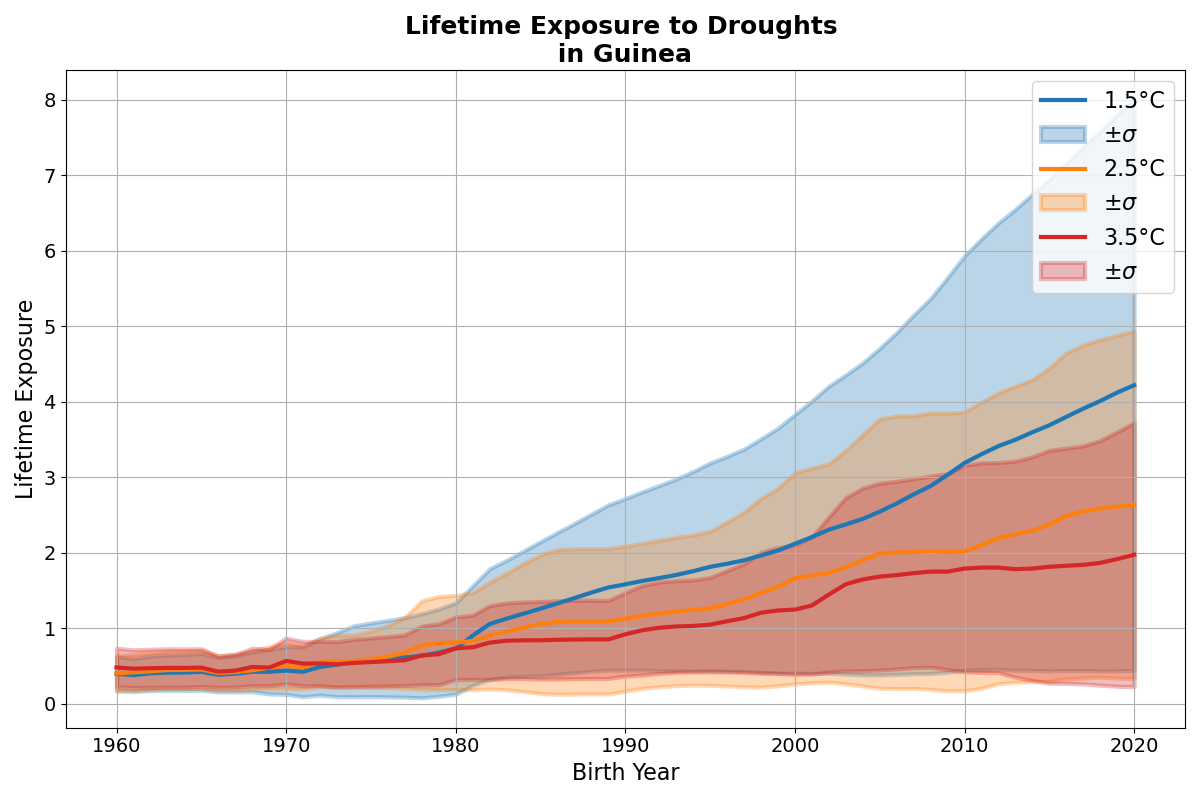 Lifetime Exposure to Droughts
in Guinea
Lifetime Exposure
8
7
6
5
4
3
2
1
0
1960 1970 1980 1990 2000 2010 2020
Birth Year
1.5°C
±σ
2.5°C
±σ
3.5°C
±σ